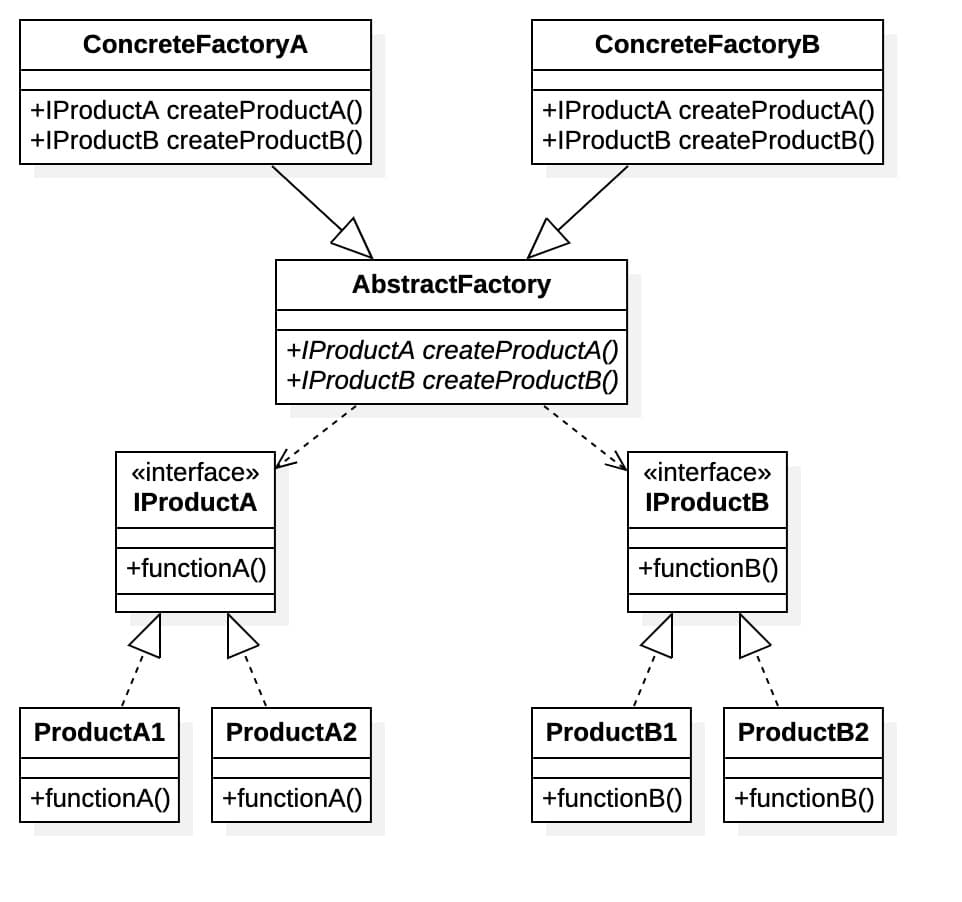 ConcreteFactoryA
+IProductA createProductA()
+IProductB createProductB()
ConcreteFactoryB
+IProductA createProductA()
+IProductB createProductB()
AbstractFactory
+IProductA createProductA()
+IProductB createProductB()
«interface»
IProductA
+functionA()
«interface»
IProductB
+functionB()
ProductA1
+functionA()
ProductA2
+functionA()
ProductB1
+functionB()
ProductB2
+functionB()